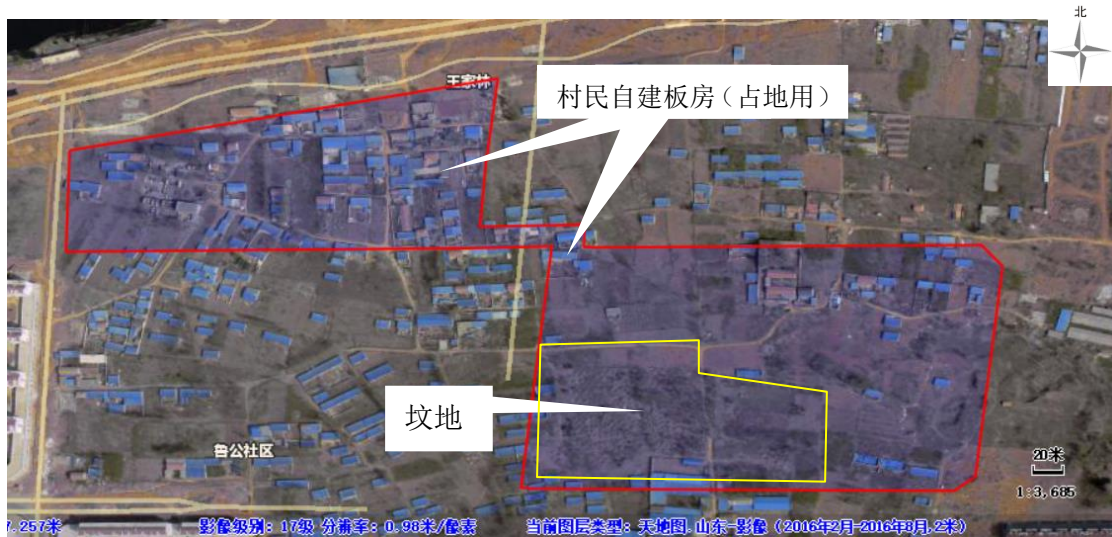 北
王家林
村民自建板房（占地用）
坟地
鲁公社区
20米
1:3,685
7.257米
影像级别：17级 分辨率：0.98米/像素
当前图层类型：天地图.山东-影像（2016年2月-2016年8月,2米）